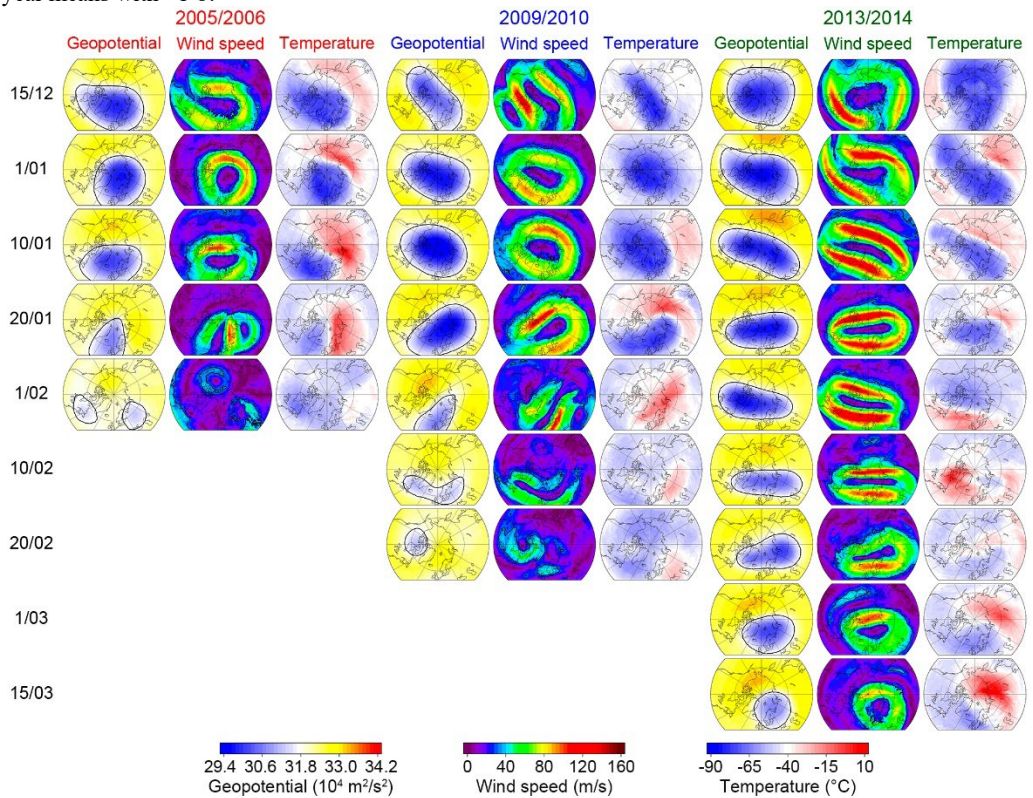 2005/2006 2009/2010 2013/2014
Geopotential Wind speed Temperature Geopotential Wind speed Temperature Geopotential Wind speed Temperature
15/12
1/01
10/01
20/01
1/02
10/02
20/02
1/03
15/03
29.4 30.6 31.8 33.0 34.2 0 40 80 120 160 -90 -65 -40 -15 10
Geopotential (10⁴ m²/s²) Wind speed (m/s) Temperature (°C)